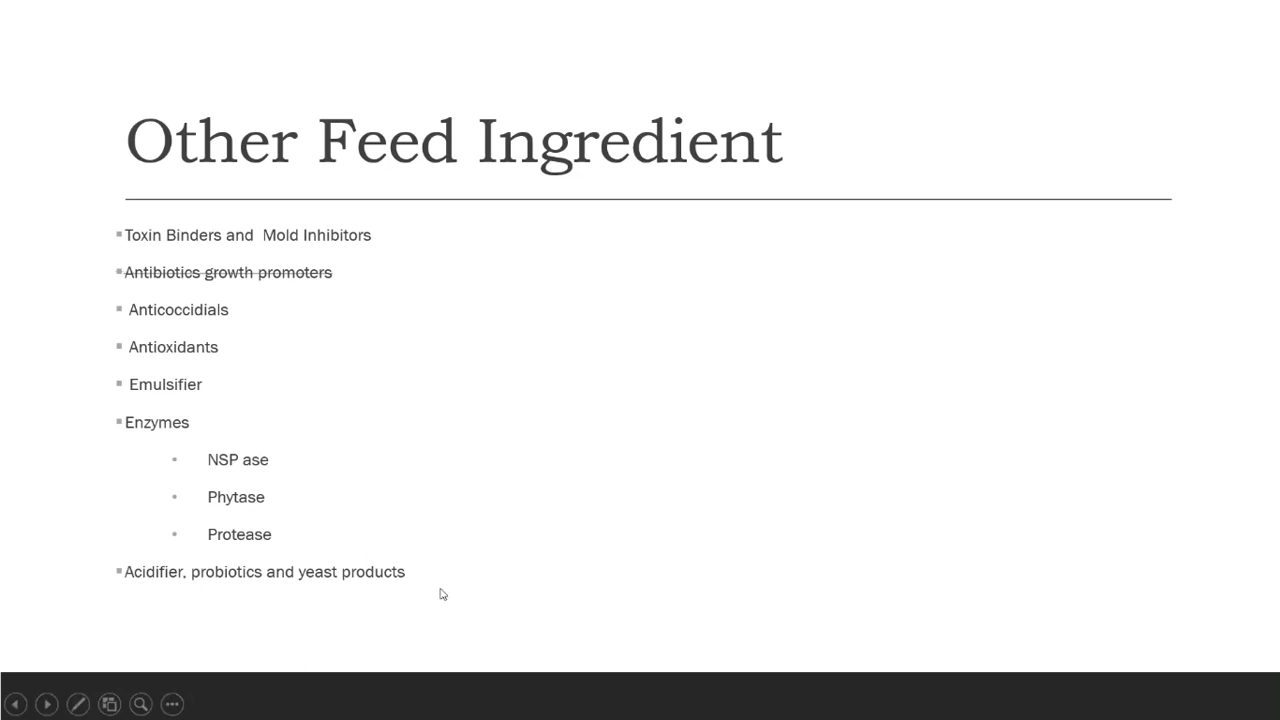 Other Feed Ingredient
Toxin Binders and  Mold Inhibitors
Antibiotics growth promoters
Anticoccidials
Antioxidants
Emulsifier
Enzymes
NSP ase
Phytase
Protease
Acidifier, probiotics and yeast products